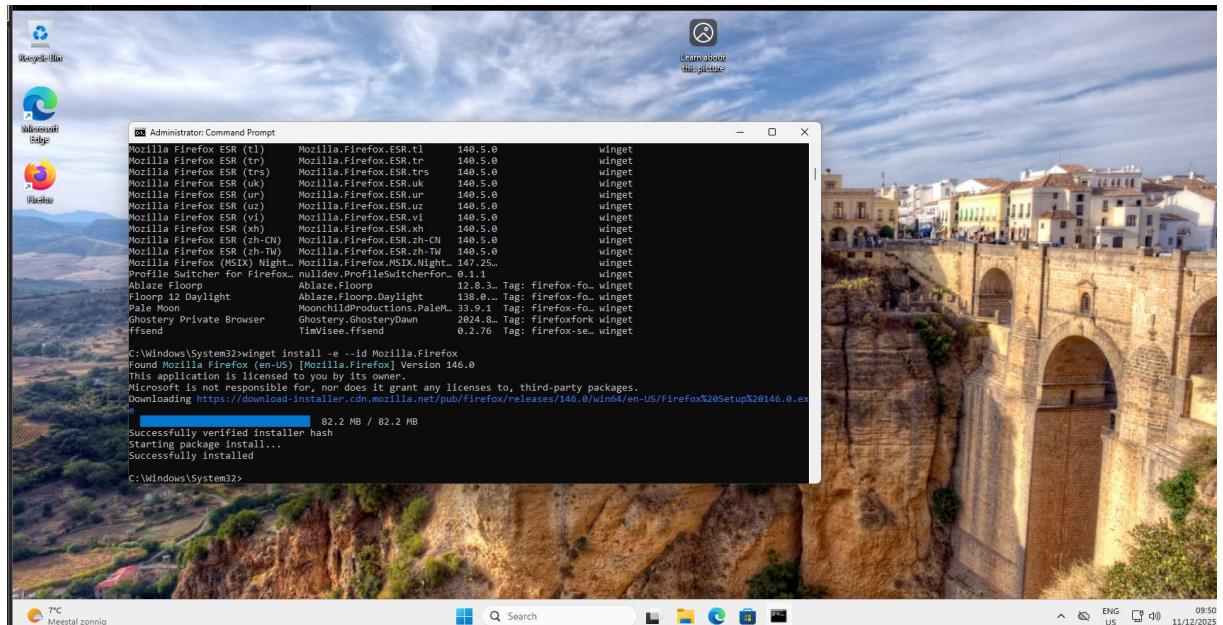 Recycle Bin
Microsoft
Edge
Firefox
Learn about
this picture
Administrator: Command Prompt
Mozilla Firefox ESR (tl) Mozilla.Firefox.ESR.tl 140.5.0 winget
Mozilla Firefox ESR (tr) Mozilla.Firefox.ESR.tr 140.5.0 winget
Mozilla Firefox ESR (trs) Mozilla.Firefox.ESR.trs 140.5.0 winget
Mozilla Firefox ESR (uk) Mozilla.Firefox.ESR.uk 140.5.0 winget
Mozilla Firefox ESR (ur) Mozilla.Firefox.ESR.ur 140.5.0 winget
Mozilla Firefox ESR (uz) Mozilla.Firefox.ESR.uz 140.5.0 winget
Mozilla Firefox ESR (vi) Mozilla.Firefox.ESR.vi 140.5.0 winget
Mozilla Firefox ESR (xh) Mozilla.Firefox.ESR.xh 140.5.0 winget
Mozilla Firefox ESR (zh-CN) Mozilla.Firefox.ESR.zh-CN 140.5.0 winget
Mozilla Firefox ESR (zh-TW) Mozilla.Firefox.ESR.zh-TW 140.5.0 winget
Mozilla Firefox (MSIX) Night… Mozilla.Firefox.MSIX.Night… 147.25… winget
Profile Switcher for Firefox… nulldev.ProfileSwitcherfor… 0.1.1 winget
Ablaze Floorp Ablaze.Floorp 12.8.3… Tag: firefox-fo… winget
Floorp 12 Daylight Ablaze.Floorp.Daylight 138.0.… Tag: firefox-fo… winget
Pale Moon MoonchildProductions.PaleM… 33.9.1 Tag: firefox-fo… winget
Ghostery Private Browser Ghostery.GhosteryDawn 2024.8… Tag: firefoxfork winget
ffsend TimVisee.ffsend 0.2.76 Tag: firefox-se… winget
C:\Windows\System32>winget install -e --id Mozilla.Firefox
Found Mozilla Firefox (en-US) [Mozilla.Firefox] Version 146.0
This application is licensed to you by its owner.
Microsoft is not responsible for, nor does it grant any licenses to, third-party packages.
Downloading https://download-installer.cdn.mozilla.net/pub/firefox/releases/146.0/win64/en-US/Firefox%20Setup%20146.0.ex
e
82.2 MB / 82.2 MB
Successfully verified installer hash
Starting package install...
Successfully installed
C:\Windows\System32>
7°C
Meestal zonnig
Search
ENG
US
09:50
11/12/2025